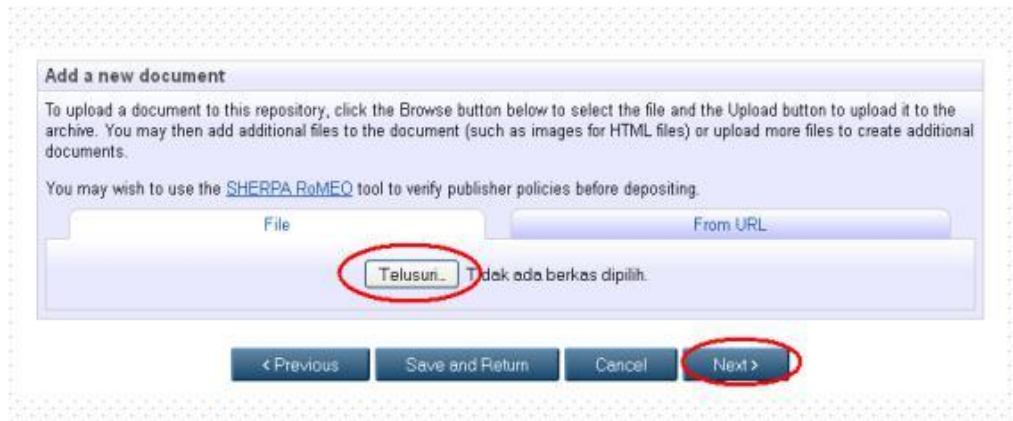 Add a new document
To upload a document to this repository, click the Browse button below to select the file and the Upload button to upload it to the
archive. You may then add additional files to the document (such as images for HTML files) or upload more files to create additional
documents.
You may wish to use the SHERPA RoMEO tool to verify publisher policies before depositing.
File From URL
Telusuri... Tidak ada berkas dipilih.
< Previous Save and Return Cancel Next >